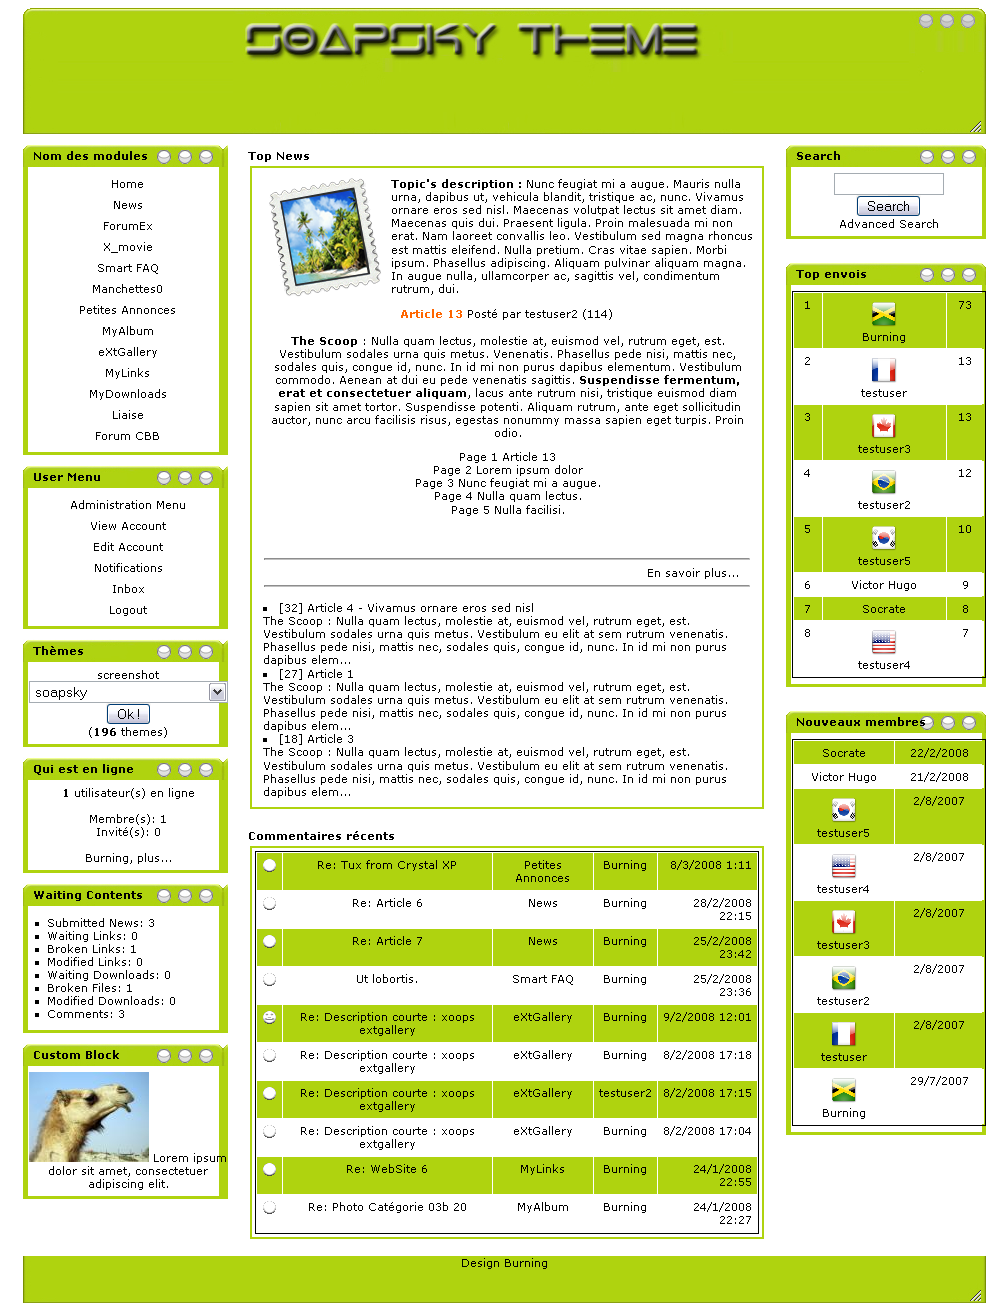 SOAPSKY THEME
Nom des modules
Home
News
ForumEx
X_movie
Smart FAQ
Manchettes0
Petites Annonces
MyAlbum
eXtGallery
MyLinks
MyDownloads
Liaise
Forum CBB
User Menu
Administration Menu
View Account
Edit Account
Notifications
Inbox
Logout
Thèmes
screenshot
soapsky
Ok!
(196 themes)
Qui est en ligne
1 utilisateur(s) en ligne
Membre(s): 1
Invité(s): 0
Burning, plus...
Waiting Contents
Submitted News: 3
Waiting Links: 0
Broken Links: 1
Modified Links: 0
Waiting Downloads: 0
Broken Files: 1
Modified Downloads: 0
Comments: 3
Custom Block
Lorem ipsum
dolor sit amet, consectetuer
adipiscing elit.
Top News
Topic's description : Nunc feugiat mi a augue. Mauris nulla
urna, dapibus ut, vehicula blandit, tristique ac, nunc. Vivamus
ornare eros sed nisl. Maecenas volutpat lectus sit amet diam.
Maecenas quis dui. Praesent ligula. Proin malesuada mi non
erat. Nam laoreet convallis leo. Vestibulum sed magna rhoncus
est mattis eleifend. Nulla pretium. Cras vitae sapien. Morbi
ipsum. Phasellus adipiscing. Aliquam pulvinar aliquam magna.
In augue nulla, ullamcorper ac, sagittis vel, condimentum
rutrum, dui.
Article 13 Posté par testuser2 (114)
The Scoop : Nulla quam lectus, molestie at, euismod vel, rutrum eget, est.
Vestibulum sodales urna quis metus. Venenatis. Phasellus pede nisi, mattis nec,
sodales quis, congue id, nunc. In id mi non purus dapibus elementum. Vestibulum
commodo. Aenean at dui eu pede venenatis sagittis. Suspendisse fermentum,
erat et consectetuer aliquam, lacus ante rutrum nisi, tristique euismod diam
sapien sit amet tortor. Suspendisse potenti. Aliquam rutrum, ante eget sollicitudin
auctor, nunc arcu facilisis risus, egestas nonummy massa sapien eget turpis. Proin
odio.
Page 1 Article 13
Page 2 Lorem ipsum dolor
Page 3 Nunc feugiat mi a augue.
Page 4 Nulla quam lectus.
Page 5 Nulla facilisi.
En savoir plus...
[32] Article 4 - Vivamus ornare eros sed nisl
The Scoop : Nulla quam lectus, molestie at, euismod vel, rutrum eget, est.
Vestibulum sodales urna quis metus. Vestibulum eu elit at sem rutrum venenatis.
Phasellus pede nisi, mattis nec, sodales quis, congue id, nunc. In id mi non purus
dapibus elem...
[27] Article 1
The Scoop : Nulla quam lectus, molestie at, euismod vel, rutrum eget, est.
Vestibulum sodales urna quis metus. Vestibulum eu elit at sem rutrum venenatis.
Phasellus pede nisi, mattis nec, sodales quis, congue id, nunc. In id mi non purus
dapibus elem...
[18] Article 3
The Scoop : Nulla quam lectus, molestie at, euismod vel, rutrum eget, est.
Vestibulum sodales urna quis metus. Vestibulum eu elit at sem rutrum venenatis.
Phasellus pede nisi, mattis nec, sodales quis, congue id, nunc. In id mi non purus
dapibus elem...
Commentaires récents
Re: Tux from Crystal XP Petites Annonces Burning 8/3/2008 1:11
Re: Article 6 News Burning 28/2/2008 22:15
Re: Article 7 News Burning 25/2/2008 23:42
Ut lobortis. Smart FAQ Burning 25/2/2008 23:36
Re: Description courte : xoops extgallery eXtGallery Burning 9/2/2008 12:01
Re: Description courte : xoops extgallery eXtGallery Burning 8/2/2008 17:18
Re: Description courte : xoops extgallery eXtGallery testuser2 8/2/2008 17:15
Re: Description courte : xoops extgallery eXtGallery Burning 8/2/2008 17:04
Re: WebSite 6 MyLinks Burning 24/1/2008 22:55
Re: Photo Catégorie 03b 20 MyAlbum Burning 24/1/2008 22:27
Search
Search
Advanced Search
Top envois
1 Burning 73
2 testuser 13
3 testuser3 13
4 testuser2 12
5 testuser5 10
6 Victor Hugo 9
7 Socrate 8
8 testuser4 7
Nouveaux membres
Socrate 22/2/2008
Victor Hugo 21/2/2008
testuser5 2/8/2007
testuser4 2/8/2007
testuser3 2/8/2007
testuser2 2/8/2007
testuser 2/8/2007
Burning 29/7/2007
Design Burning